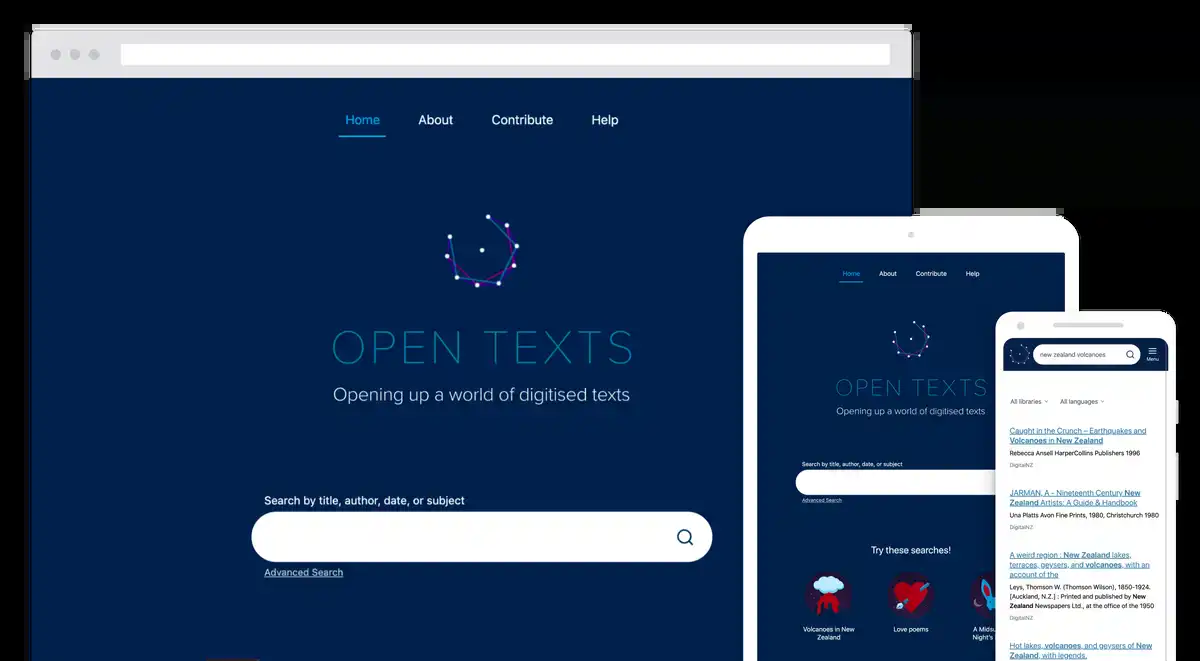 Home About Contribute Help
OPEN TEXTS
Opening up a world of digitised texts
Search by title, author, date, or subject
Advanced Search
Home About Contribute Help
OPEN TEXTS
Opening up a world of digitised texts
Search by title, author, date, or subject
Advanced Search
Try these searches!
Volcanoes in New
Zealand
Love poems
A Mids
Night's
new zealand volcanoes
Menu
All libraries All languages
Caught in the Crunch – Earthquakes and
Volcanoes in New Zealand
Rebecca Ansell HarperCollins Publishers 1996
DigitalNZ
JARMAN, A - Nineteenth Century New
Zealand Artists: A Guide & Handbook
Una Platts Avon Fine Prints, 1980, Christchurch 1980
DigitalNZ
A weird region : New Zealand lakes,
terraces, geysers, and volcanoes, with an
account of the
Leys, Thomson W. (Thomson Wilson), 1850-1924.
[Auckland, N.Z.] : Printed and published by New
Zealand Newspapers Ltd., at the office of the 1950
DigitalNZ
Hot lakes, volcanoes, and geysers of New
Zealand, with legends.